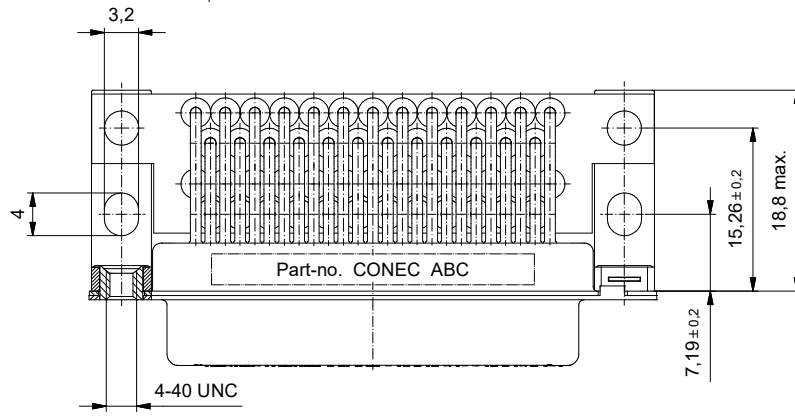 3,2
4
Part-no. CONEC ABC
4-40 UNC
7,19 ±0,2
15,26 ±0,2
18,8 max.